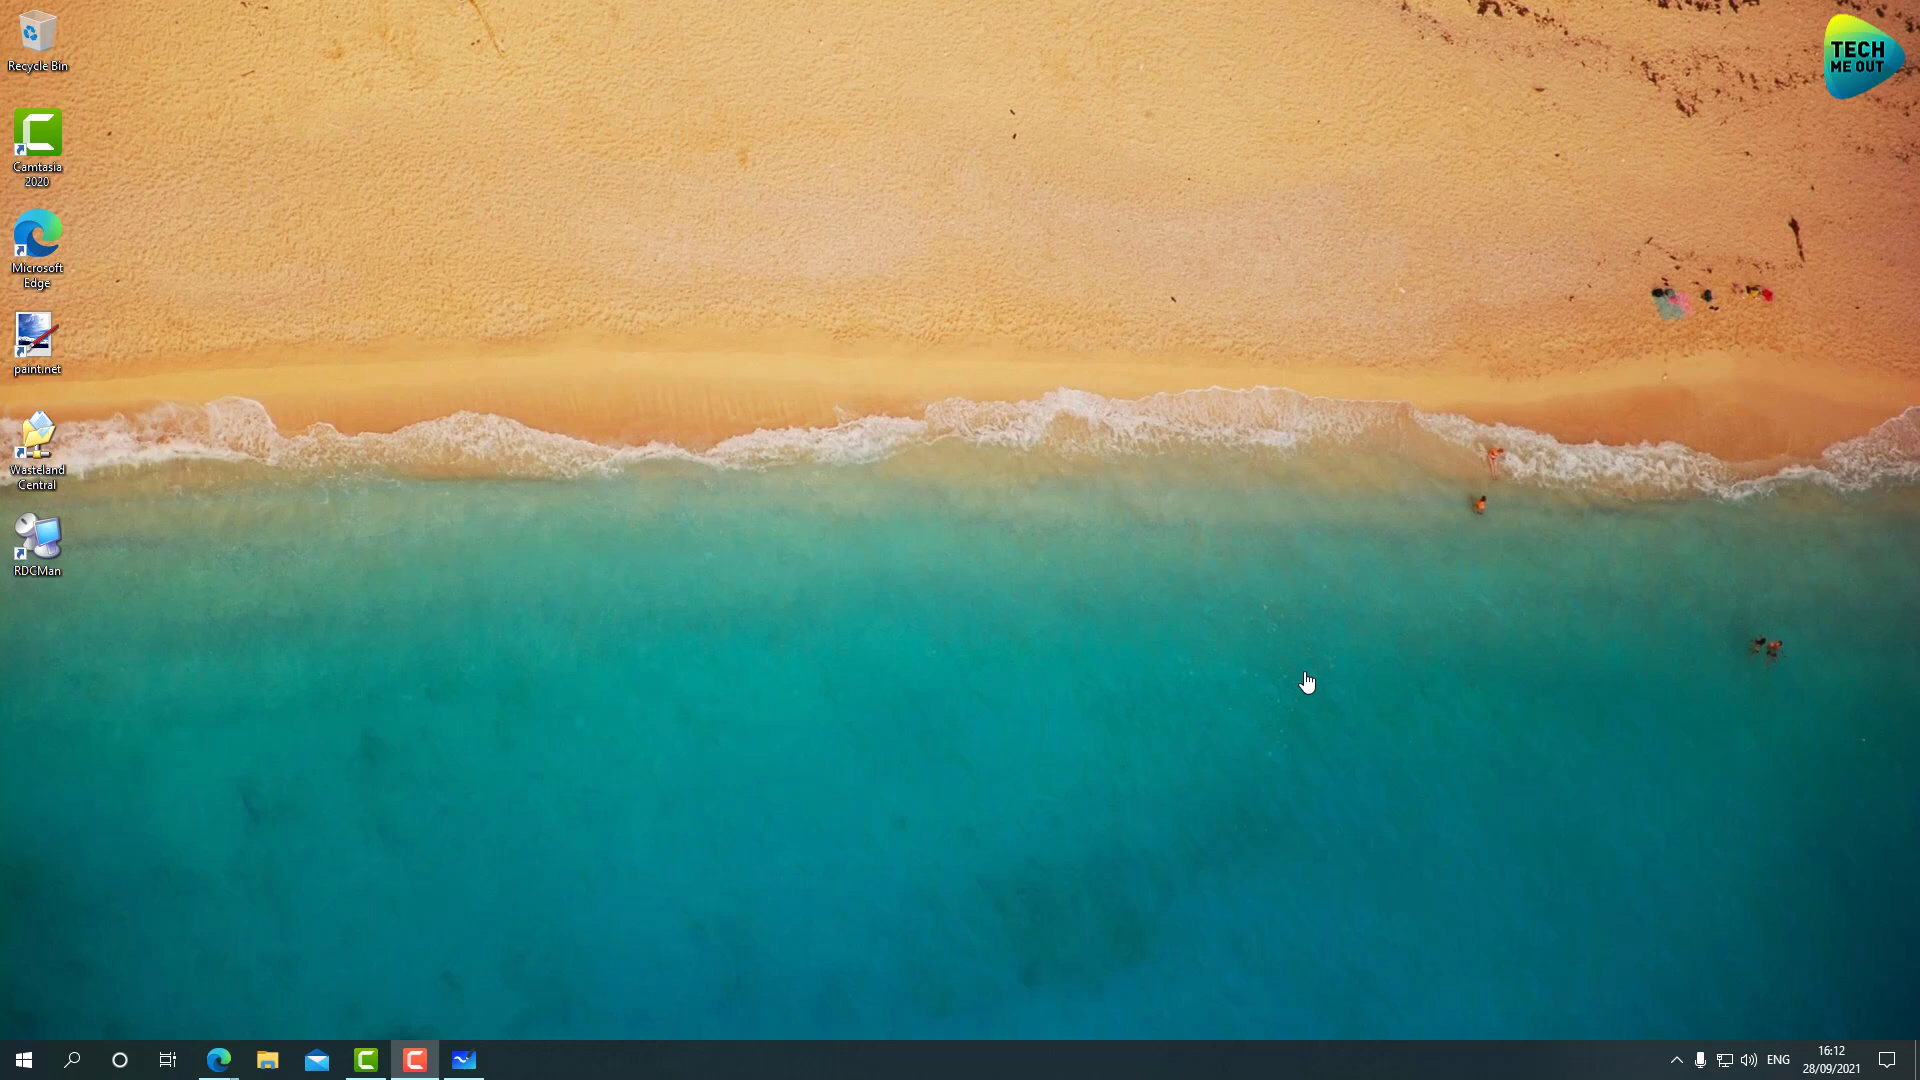 Recycle Bin
TECH
ME OUT
Camtasia
2020
Microsoft
Edge
paint.net
Wasteland
Central
RDCMan
ENG
16:12
28/09/2021